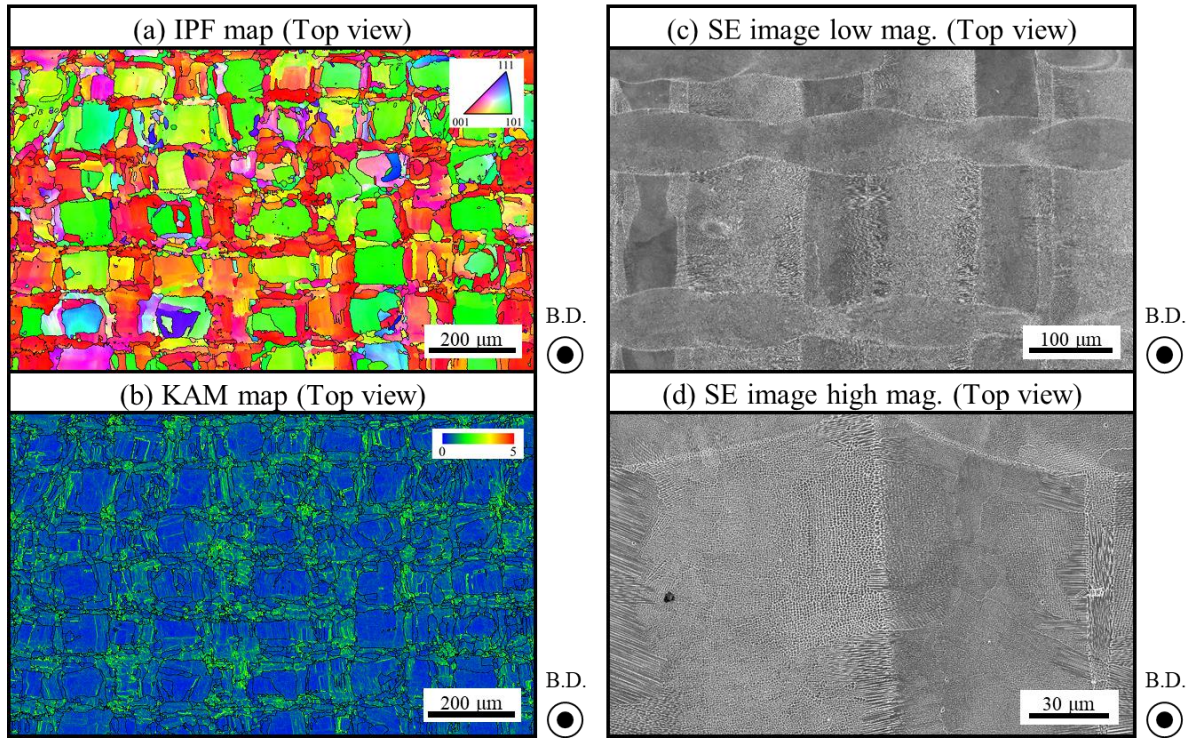 (a) IPF map (Top view)
111
001
101
200 μm
B.D.
(b) KAM map (Top view)
0
5
200 μm
B.D.
(c) SE image low mag. (Top view)
100 μm
B.D.
(d) SE image high mag. (Top view)
30 μm
B.D.